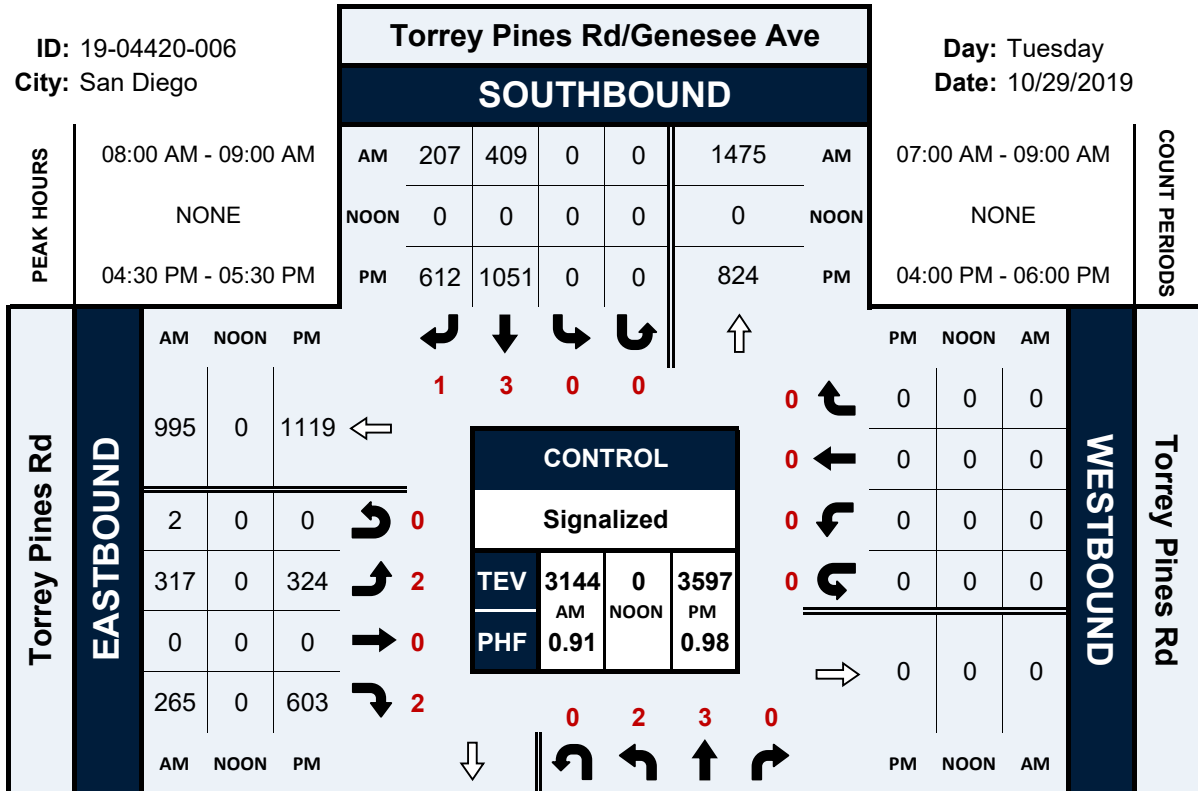 Torrey Pines Rd/Genesee Ave
ID: 19-04420-006
City: San Diego
Day: Tuesday
Date: 10/29/2019
SOUTHBOUND
PEAK HOURS
08:00 AM - 09:00 AM
NONE
04:30 PM - 05:30 PM
AM 207 409 0 0 1475 AM
NOON 0 0 0 0 0 NOON
PM 612 1051 0 0 824 PM
07:00 AM - 09:00 AM
NONE
04:00 PM - 06:00 PM
COUNT PERIODS
1 3 0 0
Torrey Pines Rd
EASTBOUND
AM NOON PM
995 0 1119
2 0 0 0
317 0 324 2
0 0 0 0
265 0 603 2
AM NOON PM
CONTROL
Signalized
TEV 3144 0 3597
AM NOON PM
PHF 0.91 0.98
0 2 3 0
PM NOON AM
0 0 0 0
0 0 0 0
0 0 0 0
0 0 0 0
0 0 0
PM NOON AM
WESTBOUND
Torrey Pines Rd